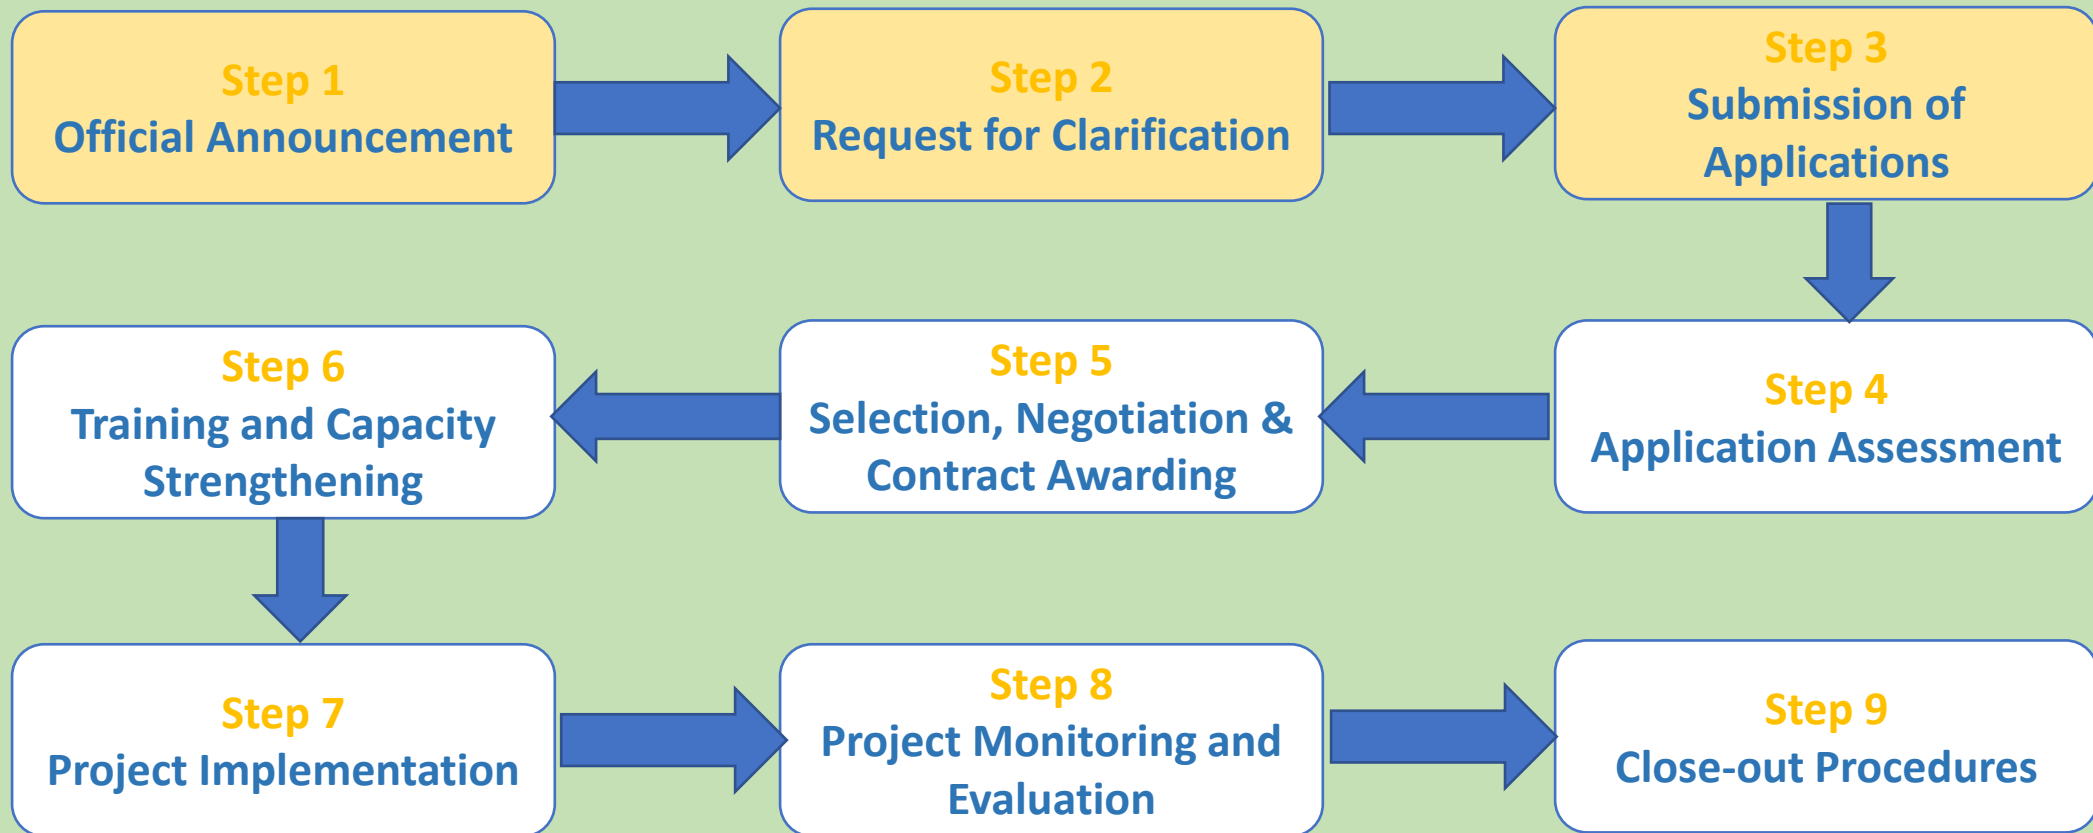 Step 1
Official Announcement
Step 2
Request for Clarification
Step 3
Submission of
Applications
Step 4
Application Assessment
Step 5
Selection, Negotiation &
Contract Awarding
Step 6
Training and Capacity
Strengthening
Step 7
Project Implementation
Step 8
Project Monitoring and
Evaluation
Step 9
Close-out Procedures